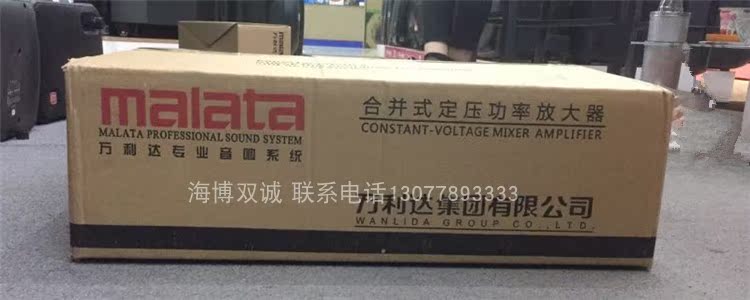 malata
MALATA PROFESSIONAL SOUND SYSTEM
万利达专业音响系统
合并式定压功率放大器
CONSTANT-VOLTAGE MIXER AMPLIFIER
海博双诚 联系电话13077893333
万利达集团有限公司
WANLIDA GROUP CO.,LTD.